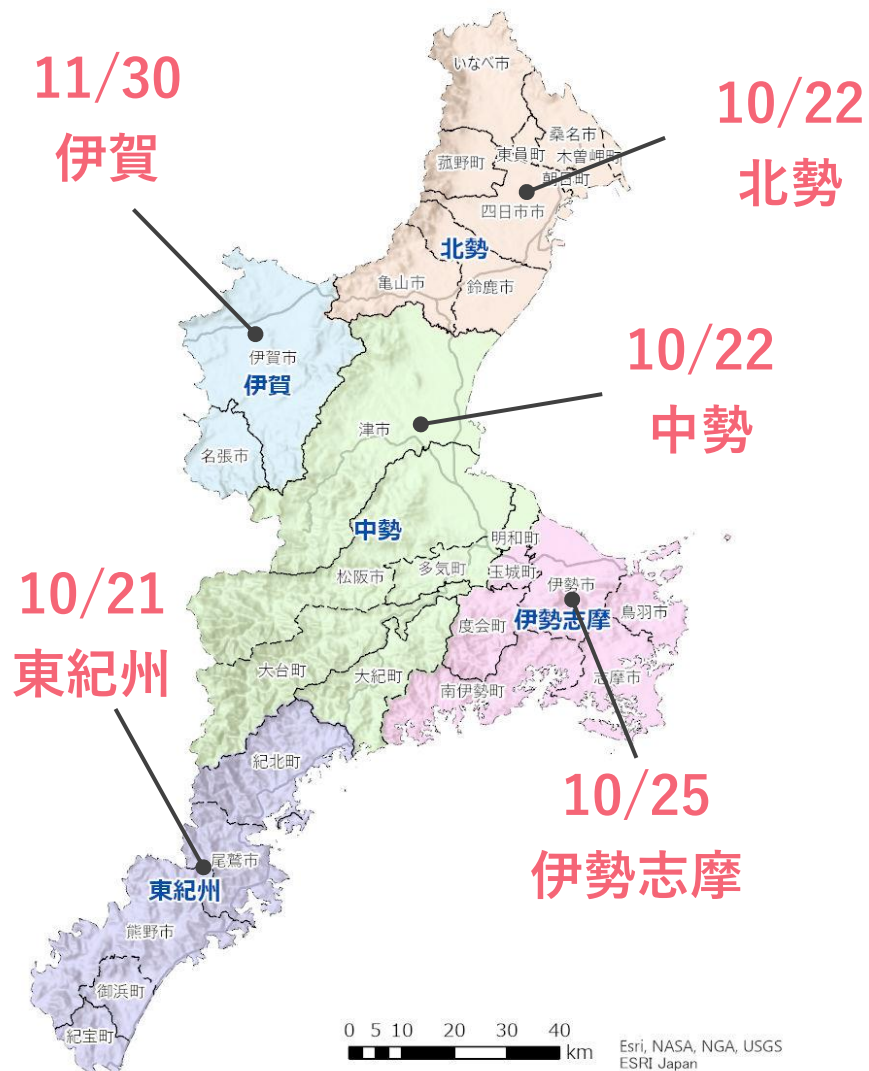 11/30
伊賀
10/22
北勢
いなべ市
桑名市
東員町
木曽岬町
菰野町
朝日町
四日市市
北勢
亀山市
鈴鹿市
伊賀市
伊賀
名張市
10/22
中勢
津市
中勢
明和町
松阪市
多気町
玉城町
伊勢市
鳥羽市
伊勢志摩
度会町
志摩市
南伊勢町
大台町
大紀町
10/21
東紀州
紀北町
尾鷲市
東紀州
熊野市
御浜町
紀宝町
10/25
伊勢志摩
0 5 10 20 30 40
km
Esri, NASA, NGA, USGS
ESRI Japan